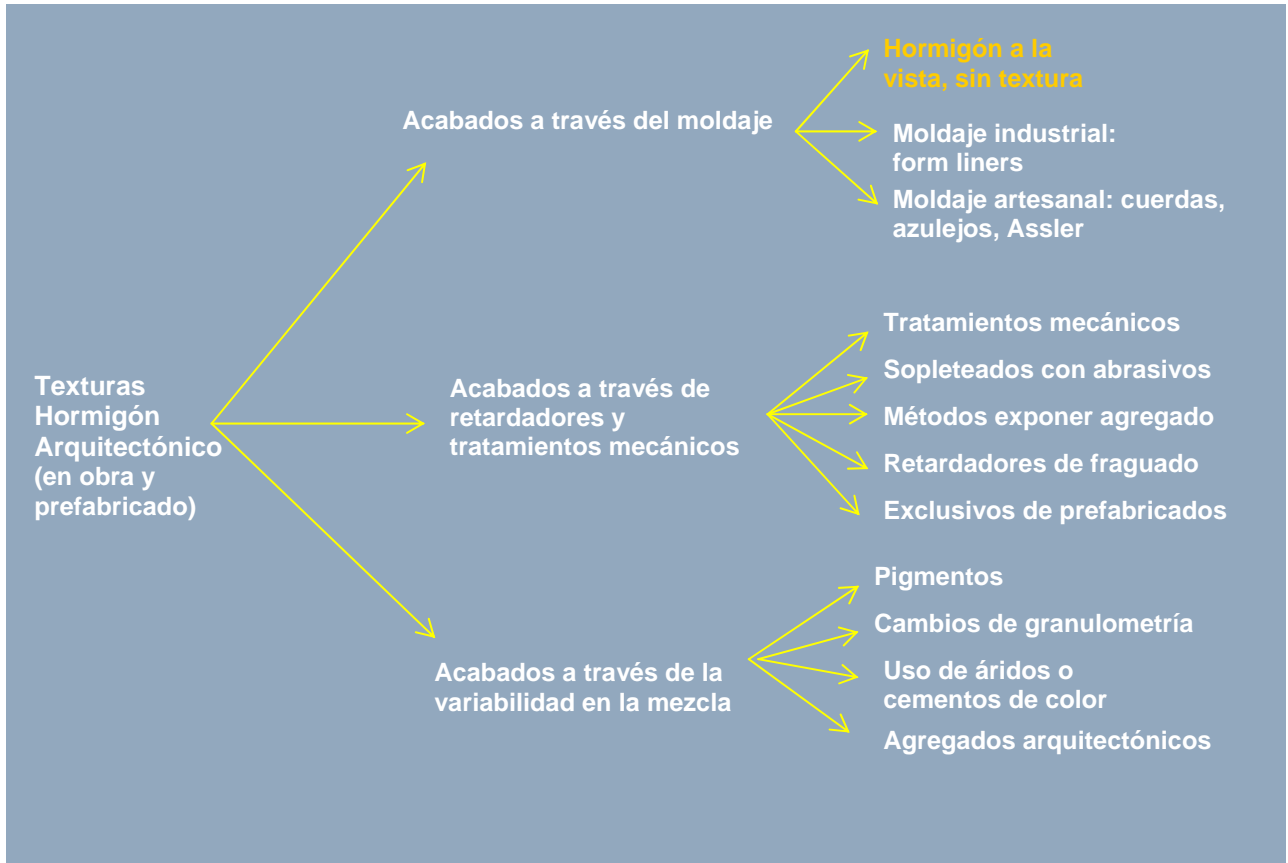 Hormigón a la
vista, sin textura
Acabados a través del moldaje
Moldaje industrial:
form liners
Moldaje artesanal: cuerdas,
azulejos, Assler
Texturas
Hormigón
Arquitectónico
(en obra y
prefabricado)
Acabados a través de
retardadores y
tratamientos mecánicos
Tratamientos mecánicos
Sopleteados con abrasivos
Métodos exponer agregado
Retardadores de fraguado
Exclusivos de prefabricados
Acabados a través de la
variabilidad en la mezcla
Pigmentos
Cambios de granulometría
Uso de áridos o
cementos de color
Agregados arquitectónicos